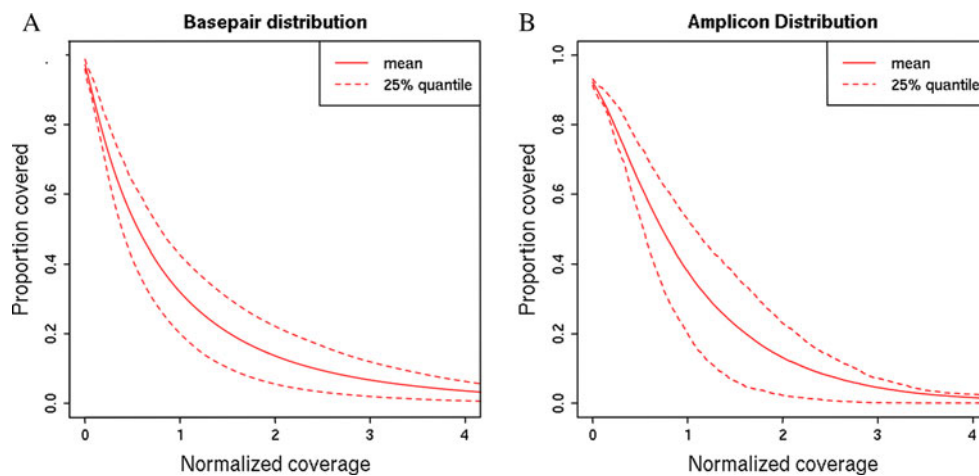 A
Basepair distribution
mean
25% quantile
Proportion covered
0.0
0.2
0.4
0.6
0.8
0
1
2
3
4
Normalized coverage
B
Amplicon Distribution
mean
25% quantile
Proportion covered
0.0
0.2
0.4
0.6
0.8
1.0
0
1
2
3
4
Normalized coverage